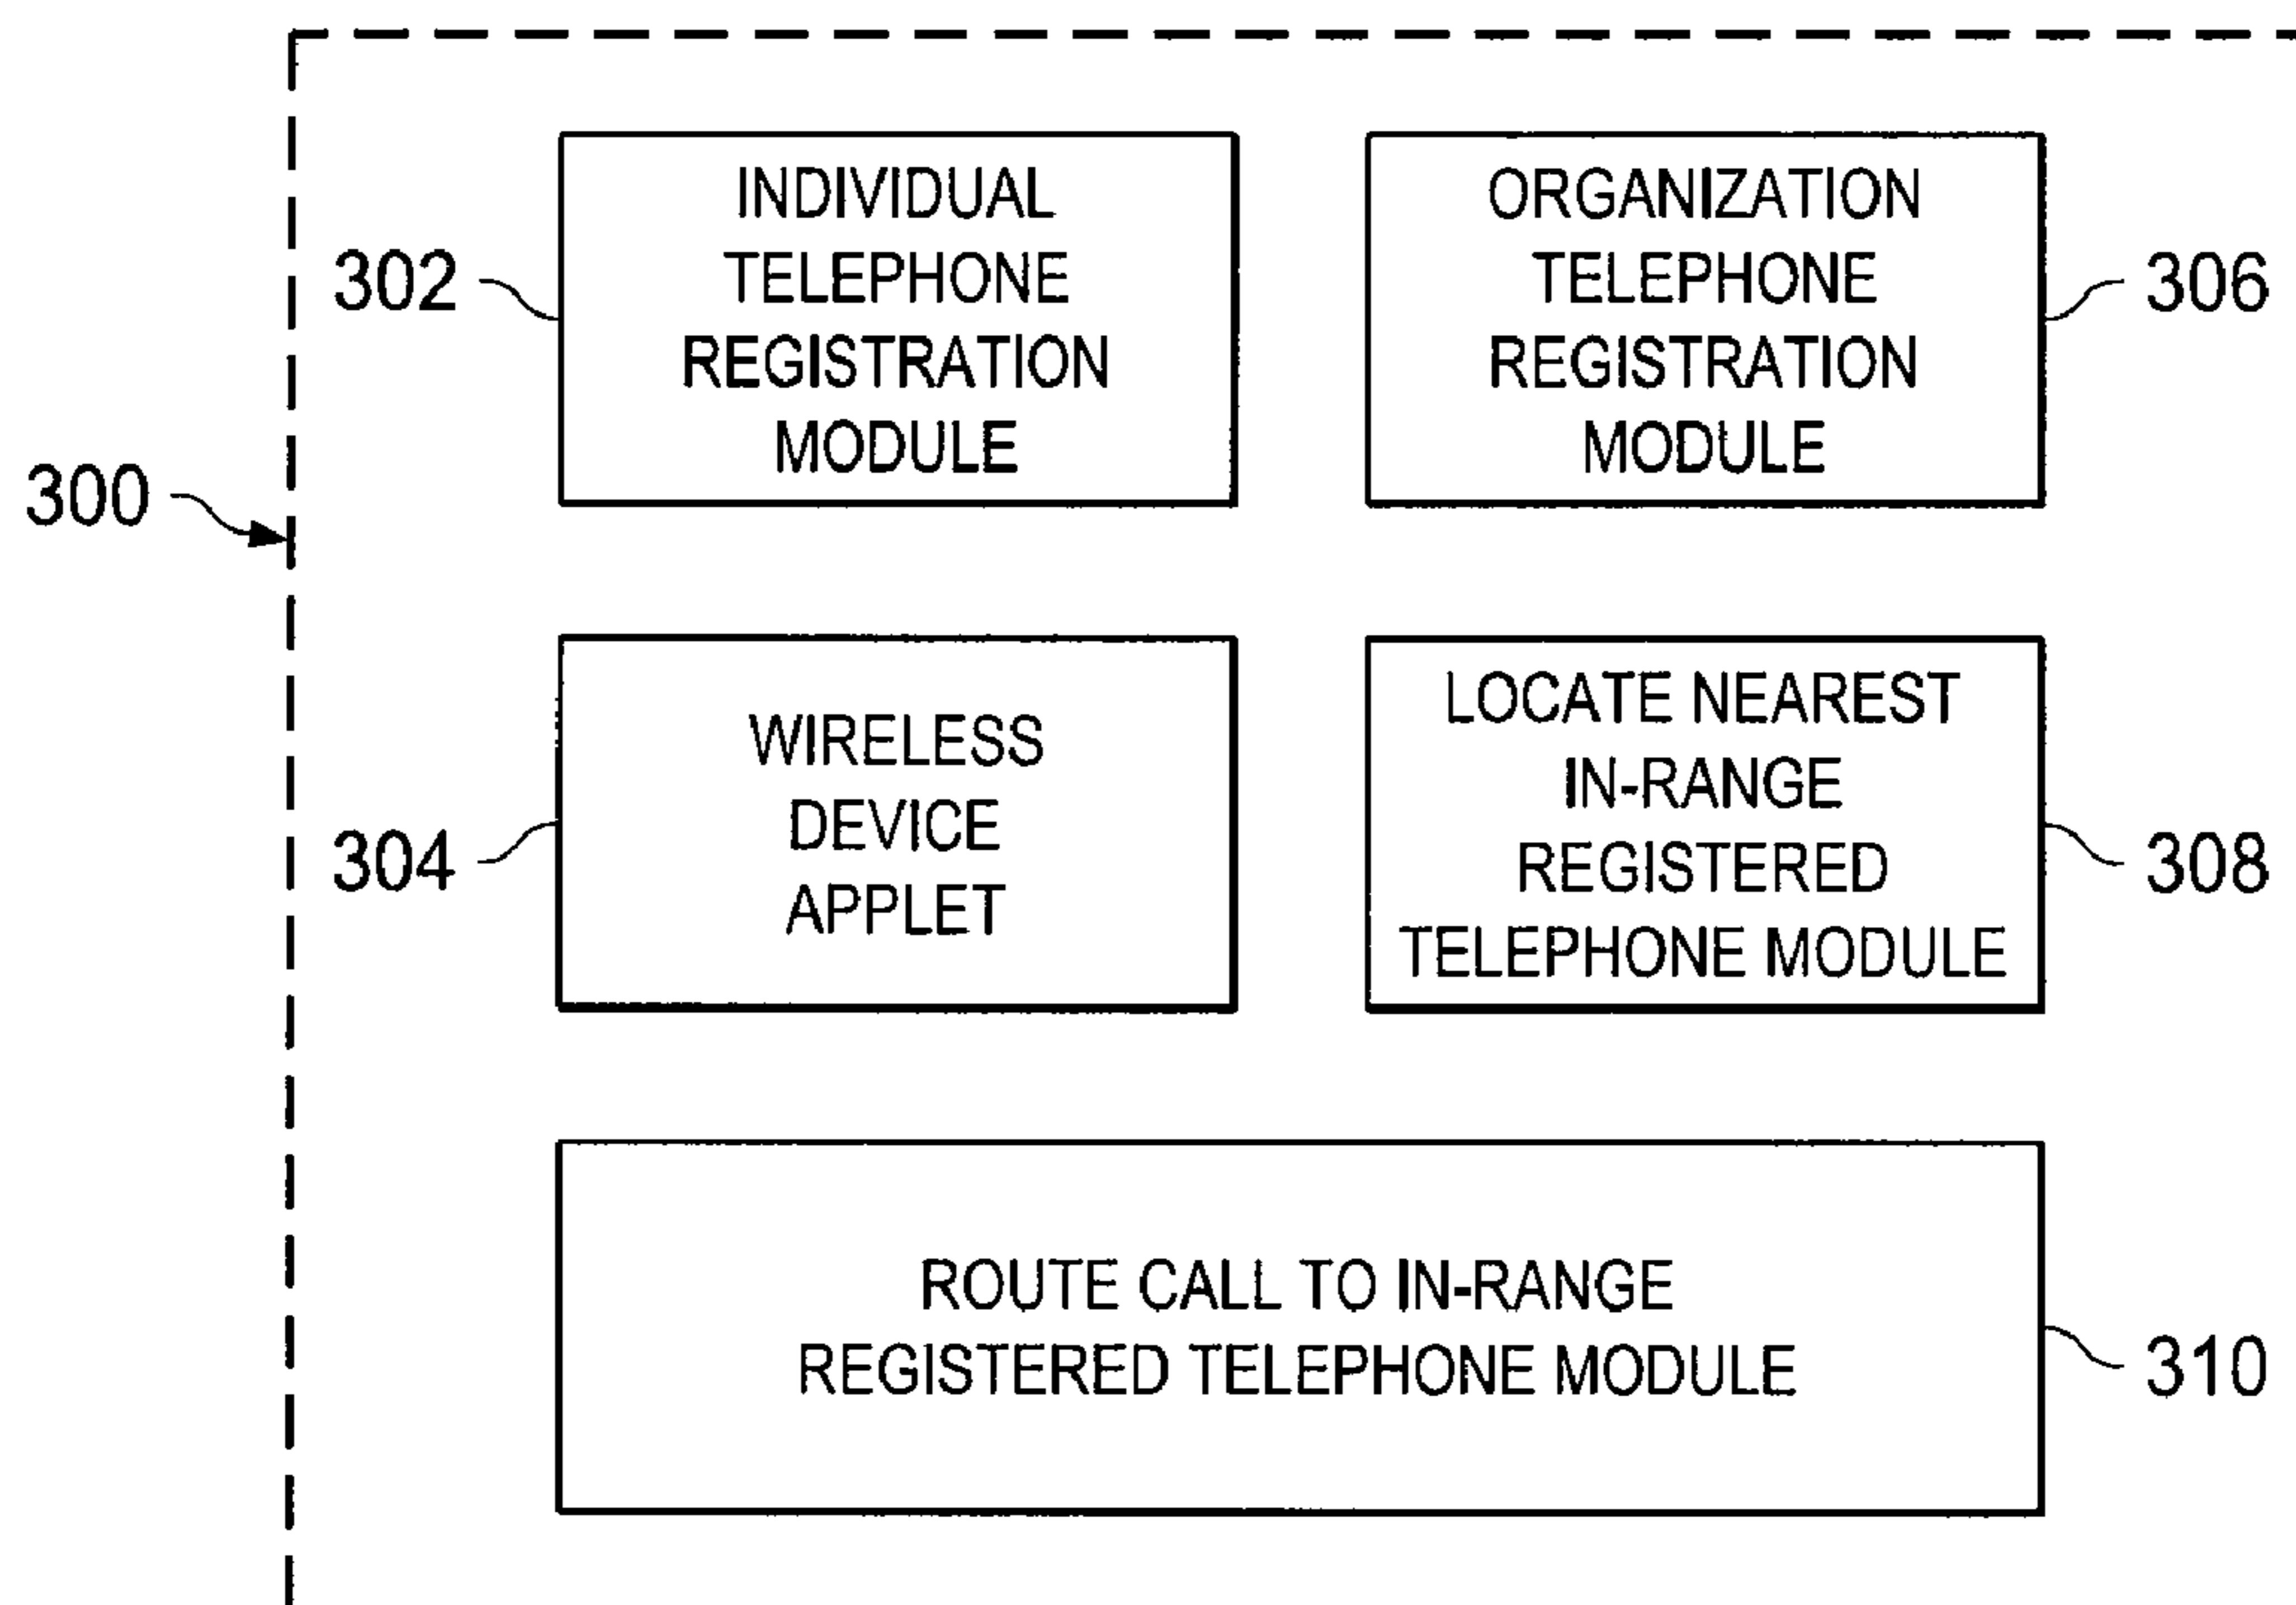 INDIVIDUAL
TELEPHONE
REGISTRATION
MODULE
302
ORGANIZATION
TELEPHONE
REGISTRATION
MODULE
306
300
WIRELESS
DEVICE
APPLET
304
LOCATE NEAREST
IN-RANGE
REGISTERED
TELEPHONE MODULE
308
ROUTE CALL TO IN-RANGE
REGISTERED TELEPHONE MODULE
310